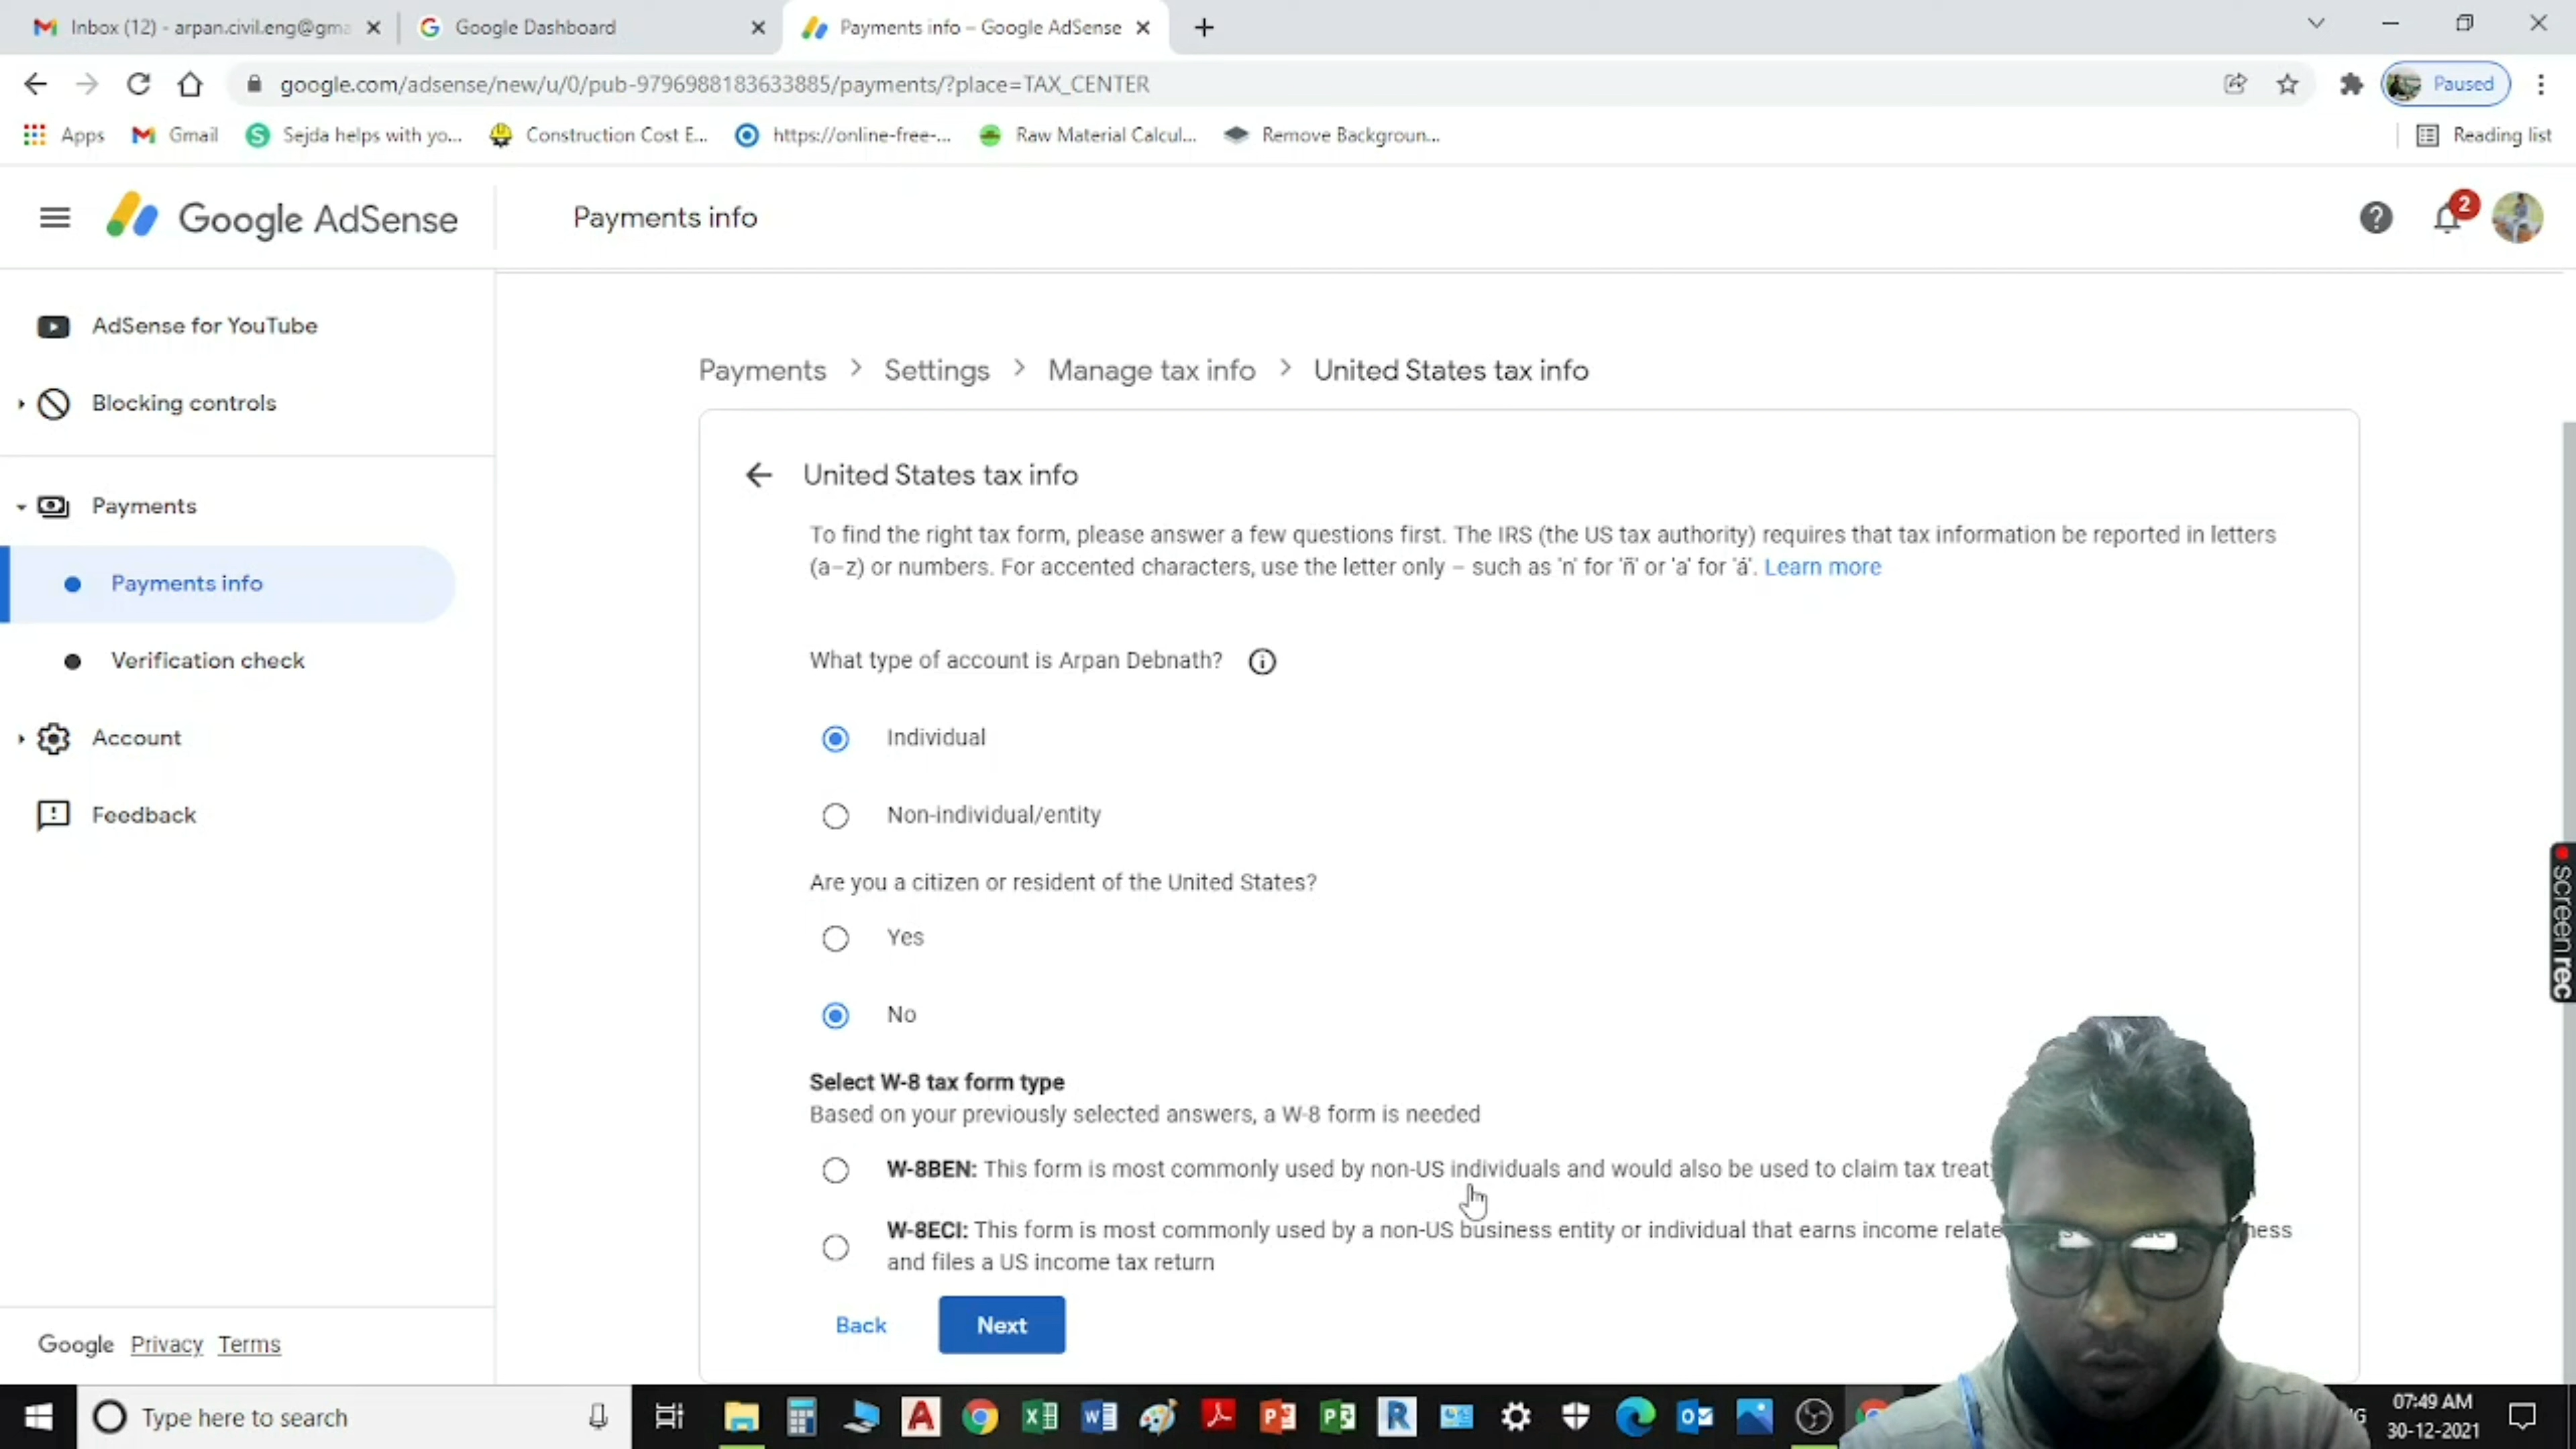 Inbox (12) - arpan.civil.eng@gma
Google Dashboard
Payments info – Google AdSense
google.com/adsense/new/u/0/pub-9796988183633885/payments/?place=TAX_CENTER
Paused
Apps
Gmail
Sejda helps with yo...
Construction Cost E...
https://online-free-...
Raw Material Calcul...
Remove Backgroun...
Reading list
Google AdSense
Payments info
2
AdSense for YouTube
Blocking controls
Payments
Payments info
Verification check
Account
Feedback
Google Privacy Terms
Payments > Settings > Manage tax info > United States tax info
United States tax info
To find the right tax form, please answer a few questions first. The IRS (the US tax authority) requires that tax information be reported in letters
(a–z) or numbers. For accented characters, use the letter only – such as 'n' for 'ñ' or 'a' for 'á'. Learn more
What type of account is Arpan Debnath?
Individual
Non-individual/entity
Are you a citizen or resident of the United States?
Yes
No
Select W-8 tax form type
Based on your previously selected answers, a W-8 form is needed
W-8BEN: This form is most commonly used by non-US individuals and would also be used to claim tax treaty
W-8ECI: This form is most commonly used by a non-US business entity or individual that earns income relate
and files a US income tax return
Back
Next
screenrec
Type here to search
07:49 AM
30-12-2021